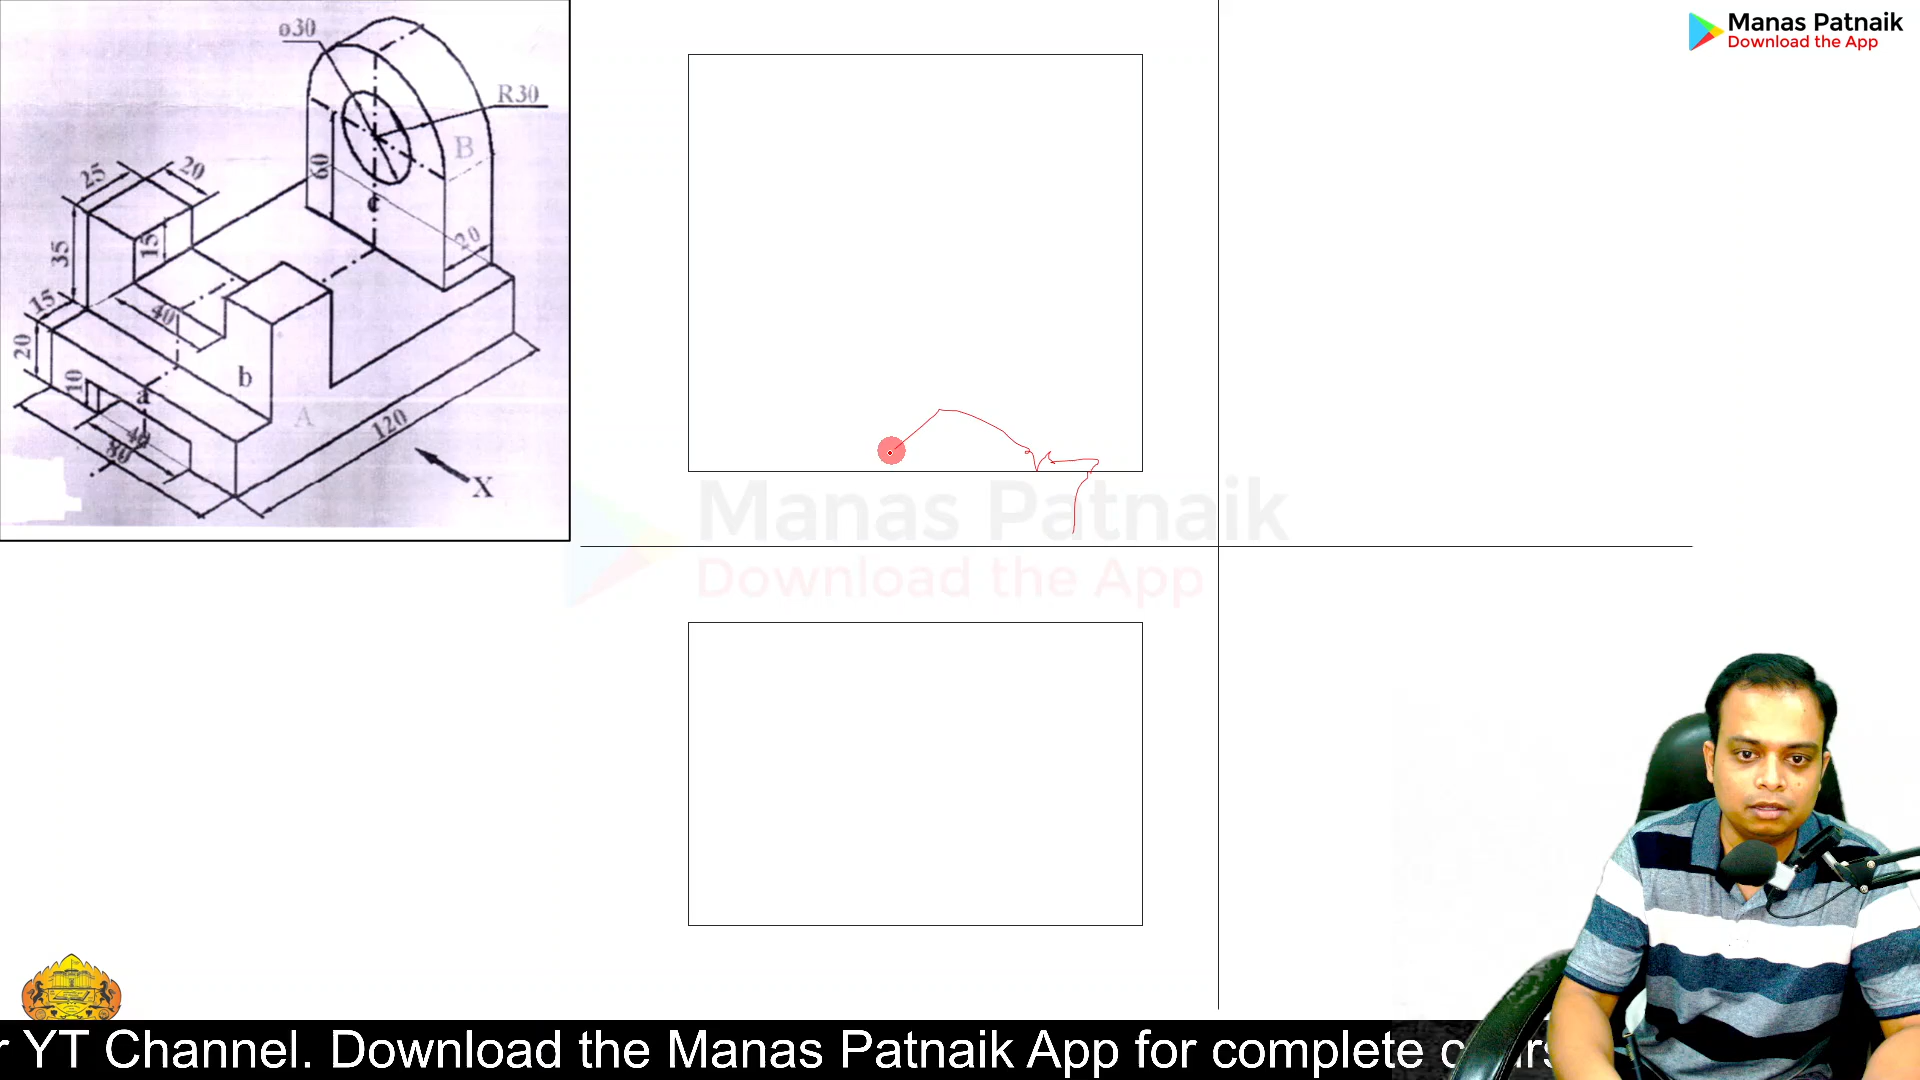 ø30
R30
B
60
25
20
c
35
15
20
15
40
20
b
10
a
A
40
80
120
X
Manas Patnaik
Download the App
Manas Patnaik
Download the App
YT Channel. Download the Manas Patnaik App for complete